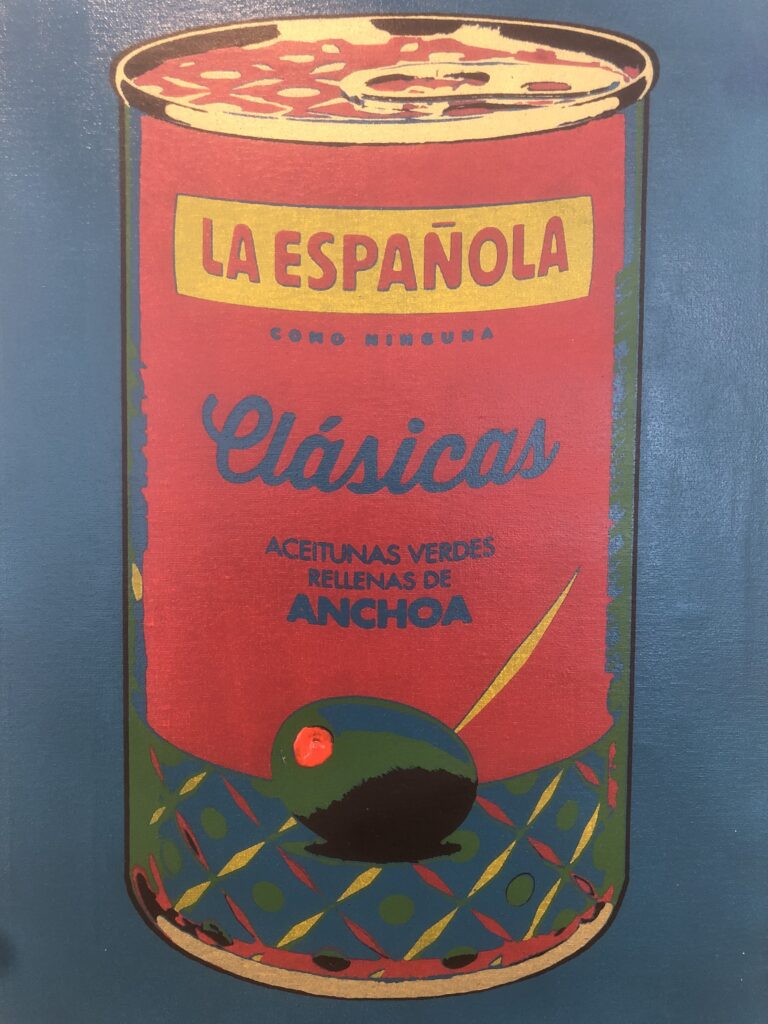 LA ESPAÑOLA
COMO NINGUNA
Clásicas
ACEITUNAS VERDES
RELLENAS DE
ANCHOA